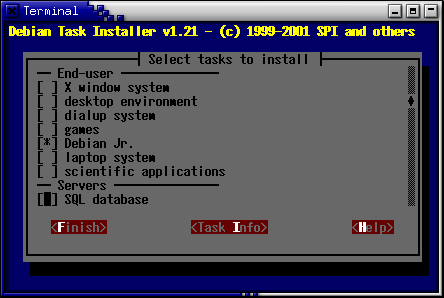 Terminal
Debian Task Installer v1.21 - (c) 1999-2001 SPI and others
Select tasks to install
End-user
[ ] X window system
[ ] desktop environment
[ ] dialup system
[ ] games
[*] Debian Jr.
[ ] laptop system
[ ] scientific applications
Servers
[ ] SQL database
<Finish> <Task Info> <Help>